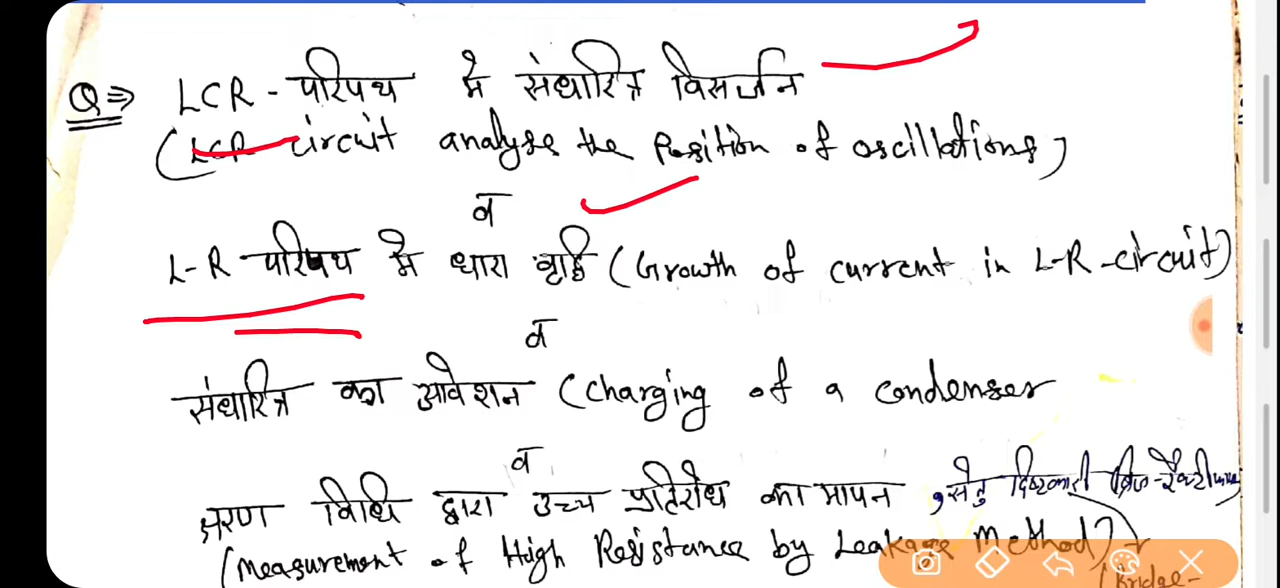 Q⇒ LCR - परिपथ मे संधारित्र विसर्जन
(LCR circuit analyse the Position of oscillations)
व
L-R - परिपथ मे धारा वृद्धि (Growth of current in L-R-circuit)
व
संधारित्र का आवेशन (Charging of a condenser
व
क्षरण विधि द्वारा उच्च प्रतिरोध का मापन , सेतु
(Measurement of High Resistance by Leakage Method) +
(Bridge-